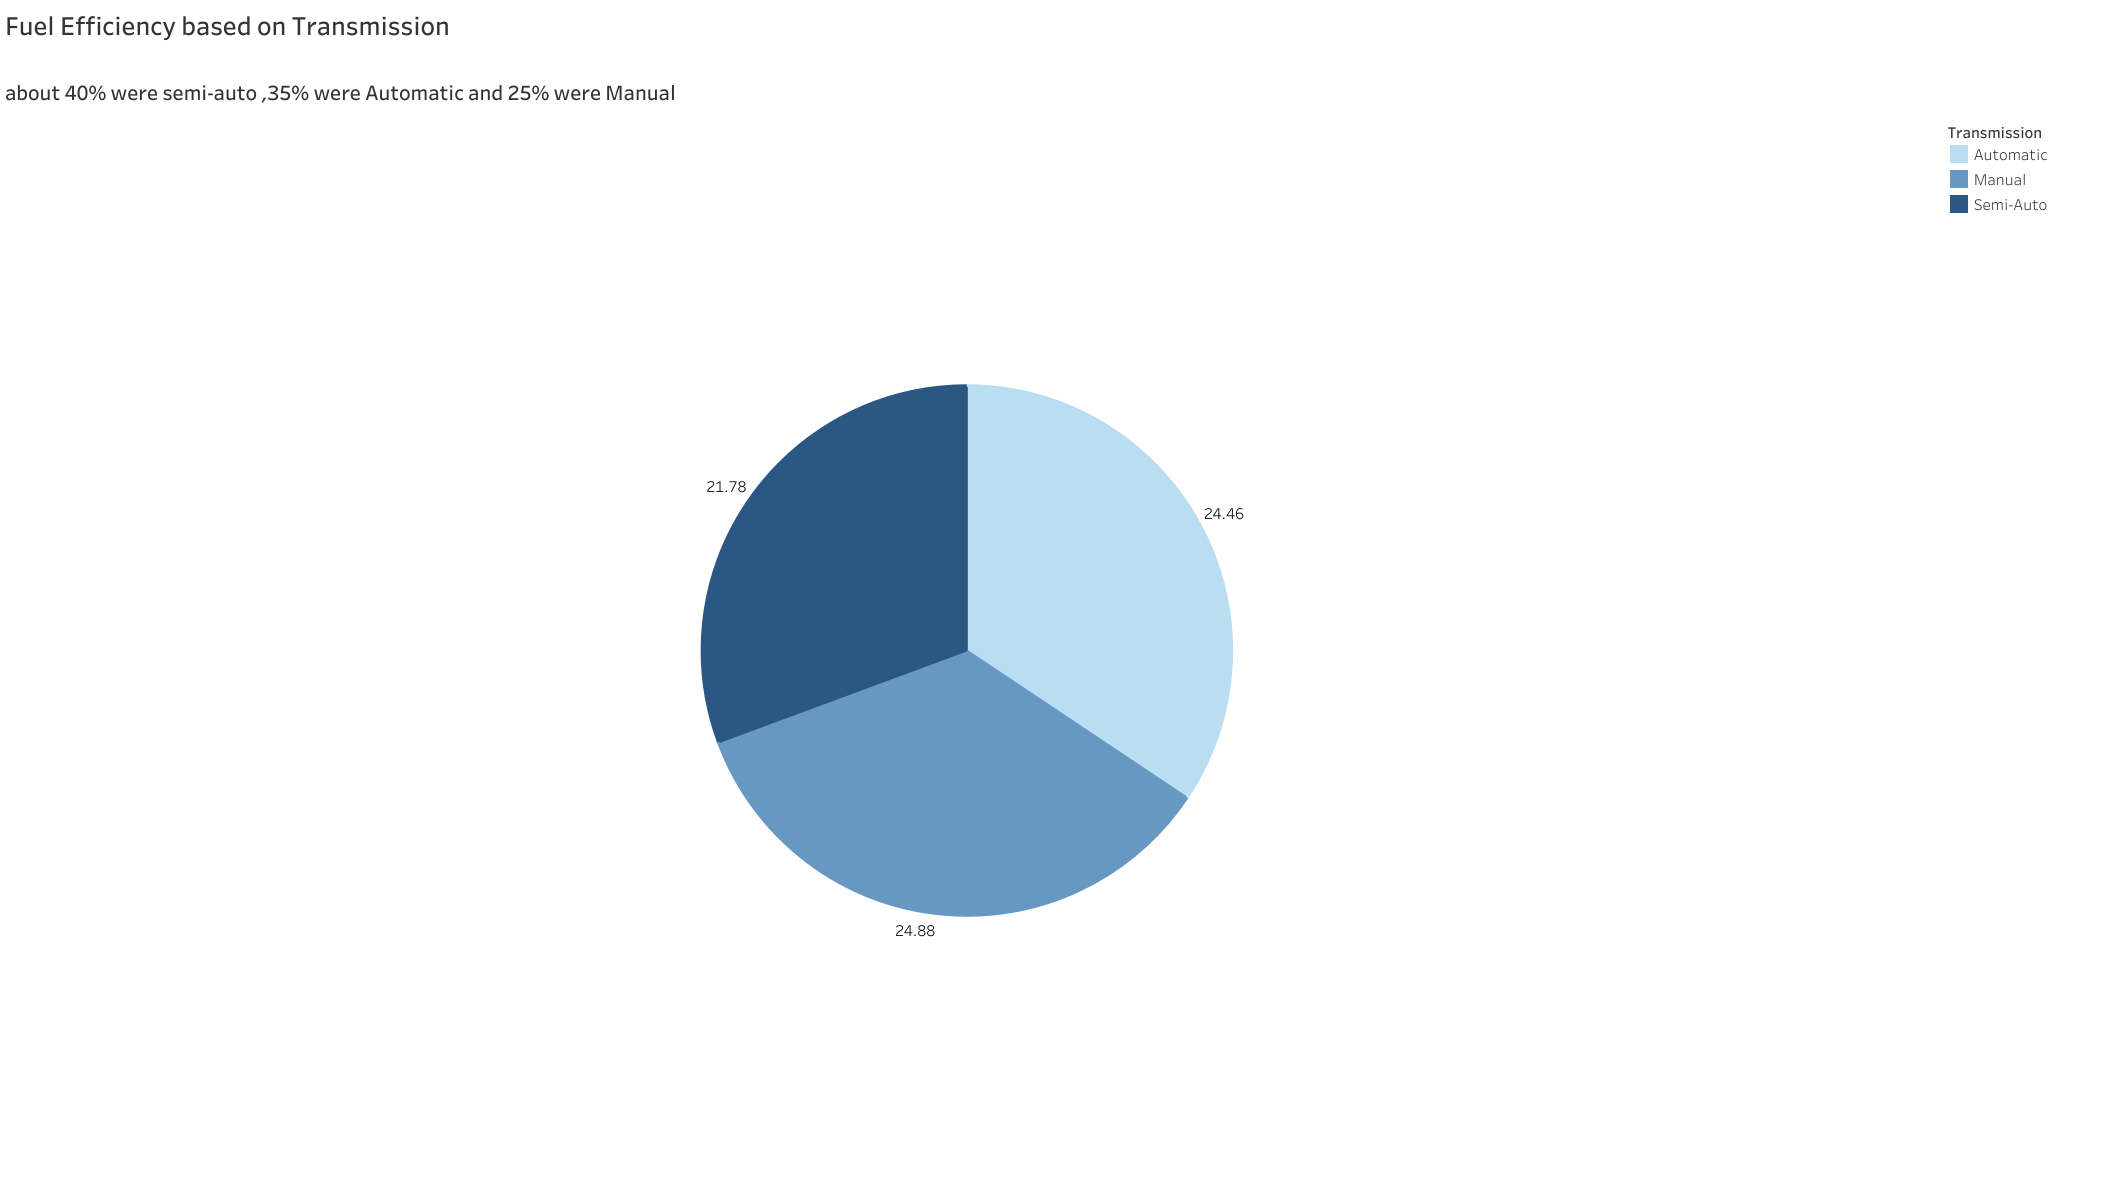 Fuel Efficiency based on Transmission
about 40% were semi-auto ,35% were Automatic and 25% were Manual
Transmission
Automatic
Manual
Semi-Auto
21.78
24.46
24.88